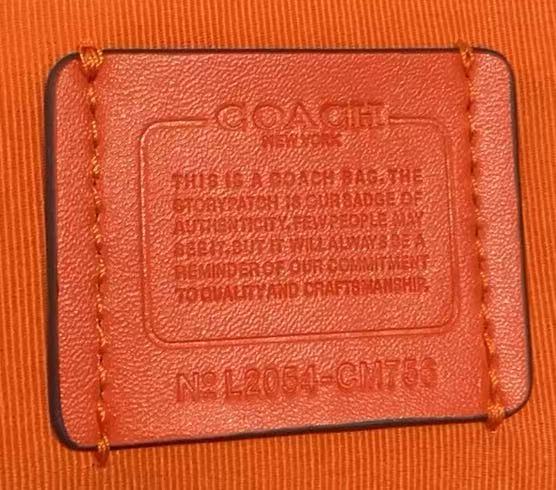 COACH
NEW YORK
THIS IS A COACH BAG. THE
STORYPATCH IS OUR BADGE OF
AUTHENTICITY. FEW PEOPLE MAY
SEE IT. BUT IT WILL ALWAYS BE A
REMINDER OF OUR COMMITMENT
TO QUALITY AND CRAFTSMANSHIP.
Nº L2054-CM756